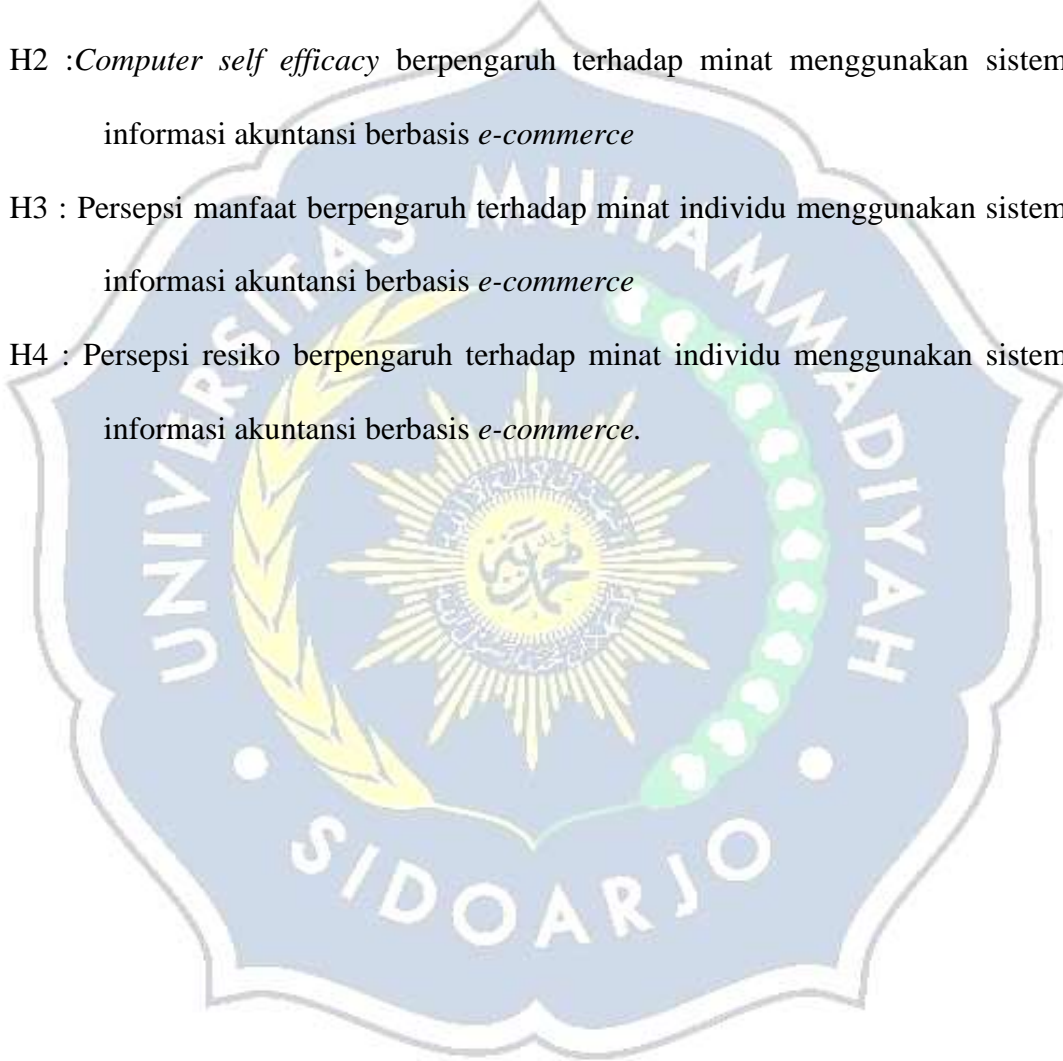 H2 :Computer self efficacy berpengaruh terhadap minat menggunakan sistem
informasi akuntansi berbasis e-commerce
H3 : Persepsi manfaat berpengaruh terhadap minat individu menggunakan sistem
informasi akuntansi berbasis e-commerce
H4 : Persepsi resiko berpengaruh terhadap minat individu menggunakan sistem
informasi akuntansi berbasis e-commerce.
UNIVERSITAS MUHAMMADIYAH
SIDOARJO